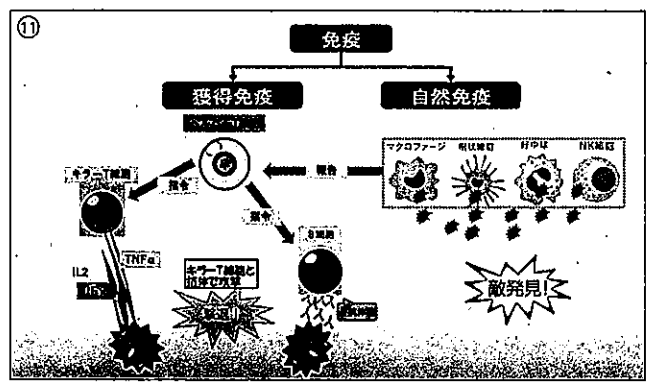 ⑪
免疫
獲得免疫
自然免疫
マクロファージ
樹状細胞
好中球
NK細胞
報告
キラーT細胞
指令
指令
B細胞
TNFα
IL2
キラーT細胞と
抗体で攻撃
敵発見!